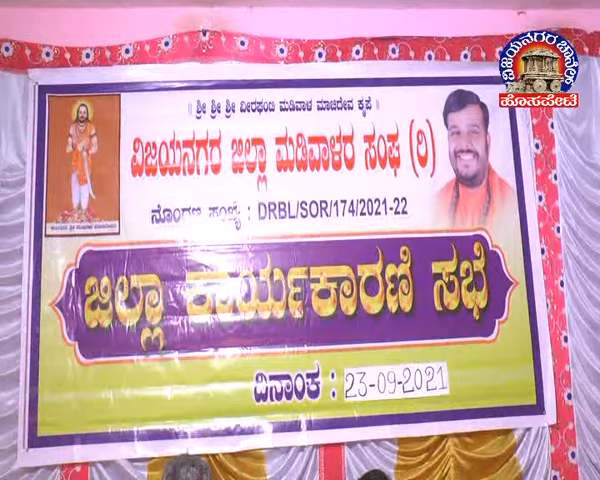 ವಿಜಯನಗರ ವಾಹಿನಿ
ಹೊಸಪೇಟೆ
|| ಶ್ರೀ ಶ್ರೀ ಶ್ರೀ ವೀರಘಂಟಿ ಮಡಿವಾಳ ಮಾಚಿದೇವ ಕೃಪೆ ||
ವಿಜಯನಗರ ಜಿಲ್ಲಾ ಮಡಿವಾಳರ ಸಂಘ (ರಿ)
ನೊಂದಣಿ ಸಂಖ್ಯೆ : DRBL/SOR/174/2021-22
ಜಿಲ್ಲಾ ಕಾರ್ಯಕಾರಣಿ ಸಭೆ
ದಿನಾಂಕ : 23-09-2021